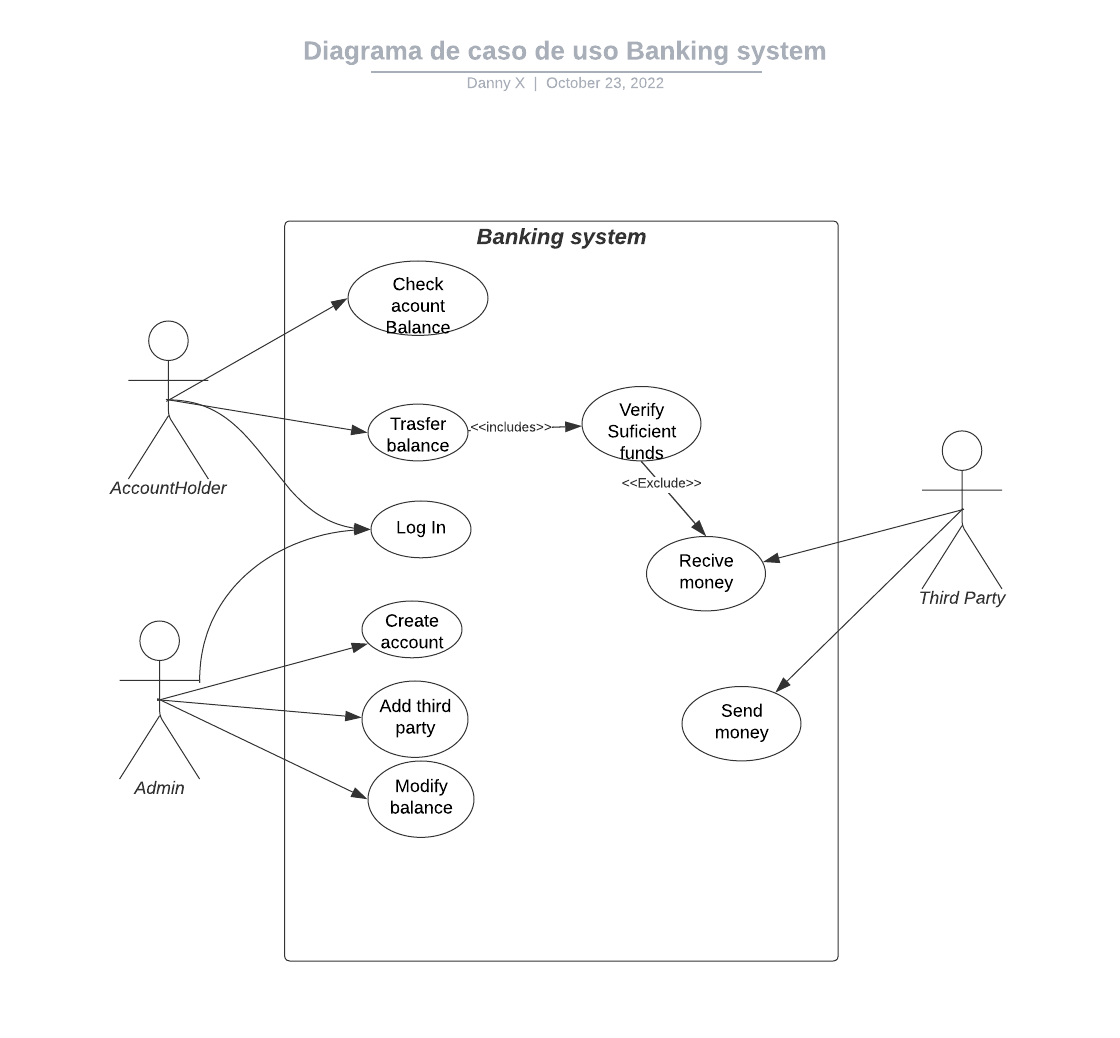 Diagrama de caso de uso Banking system
Danny X | October 23, 2022
Banking system
Check
acount
Balance
AccountHolder
Trasfer
balance
<<includes>>
Verify
Suficient
funds
<<Exclude>>
Log In
Recive
money
Third Party
Create
account
Add third
party
Send
money
Admin
Modify
balance